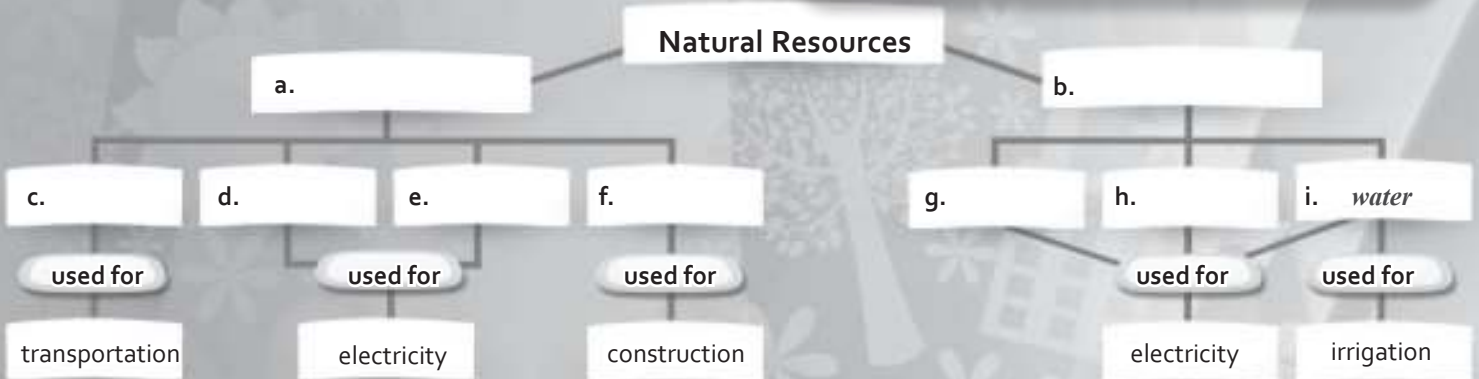 Natural Resources
a.
b.
c.
d.
e.
f.
g.
h.
i. water
used for
used for
used for
used for
used for
transportation
electricity
construction
electricity
irrigation